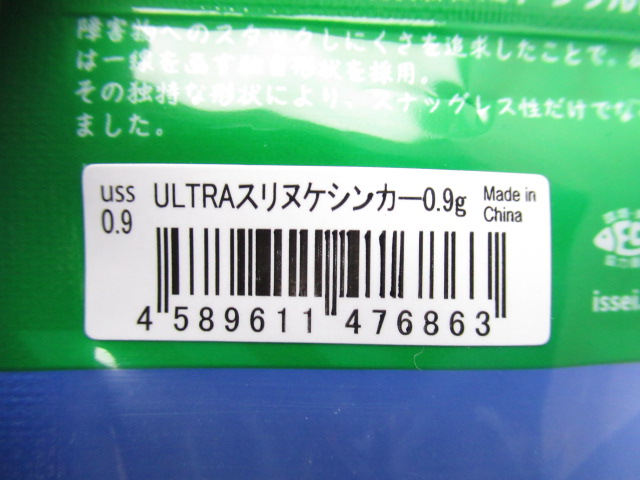 障害物へのスタックしにくさを追求したことで、
は一線を画す独自形状を採用。
その独特な形状により、スナッグレス性だけでな
ました。
uss
0.9
ULTRAスリヌケシンカー0.9g
Made in
China
4 589611 476863
issei